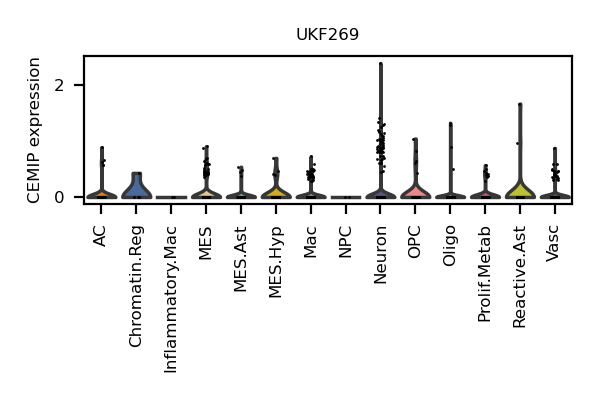 UKF269
CEMIP expression
2
0
AC
Chromatin.Reg
Inflammatory.Mac
MES
MES.Ast
MES.Hyp
Mac
NPC
Neuron
OPC
Oligo
Prolif.Metab
Reactive.Ast
Vasc